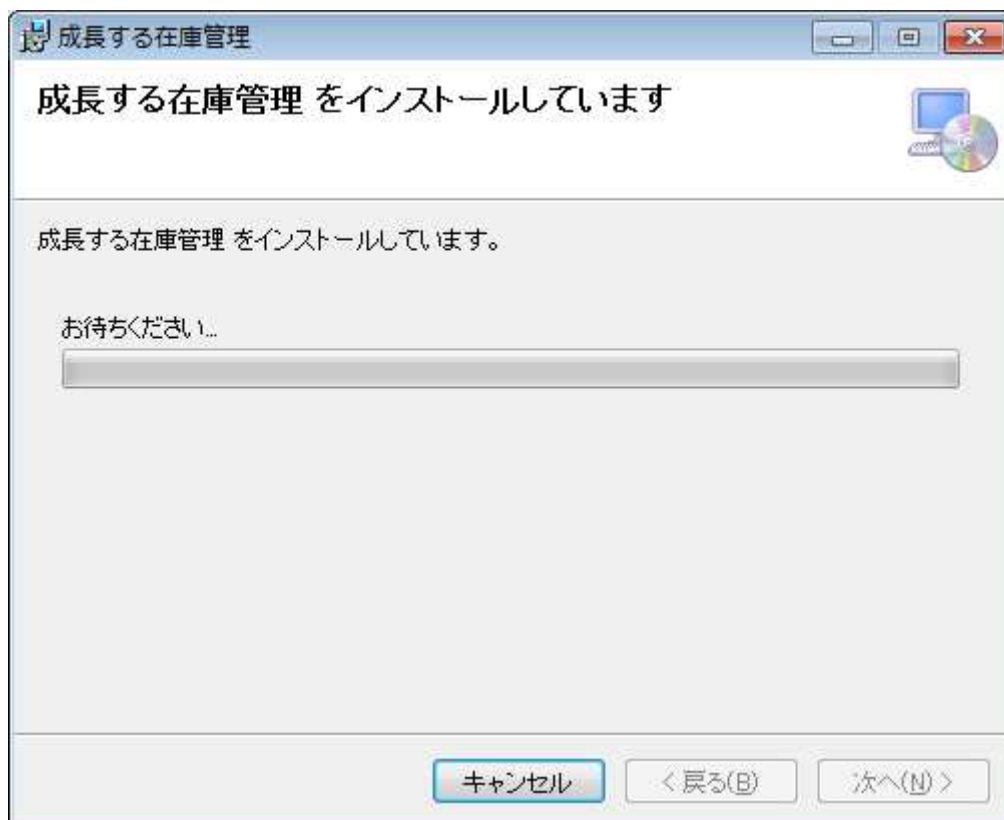 成長する在庫管理
成長する在庫管理 をインストールしています
成長する在庫管理 をインストールしています。
お待ちください...
キャンセル
< 戻る(B)
次へ(N) >